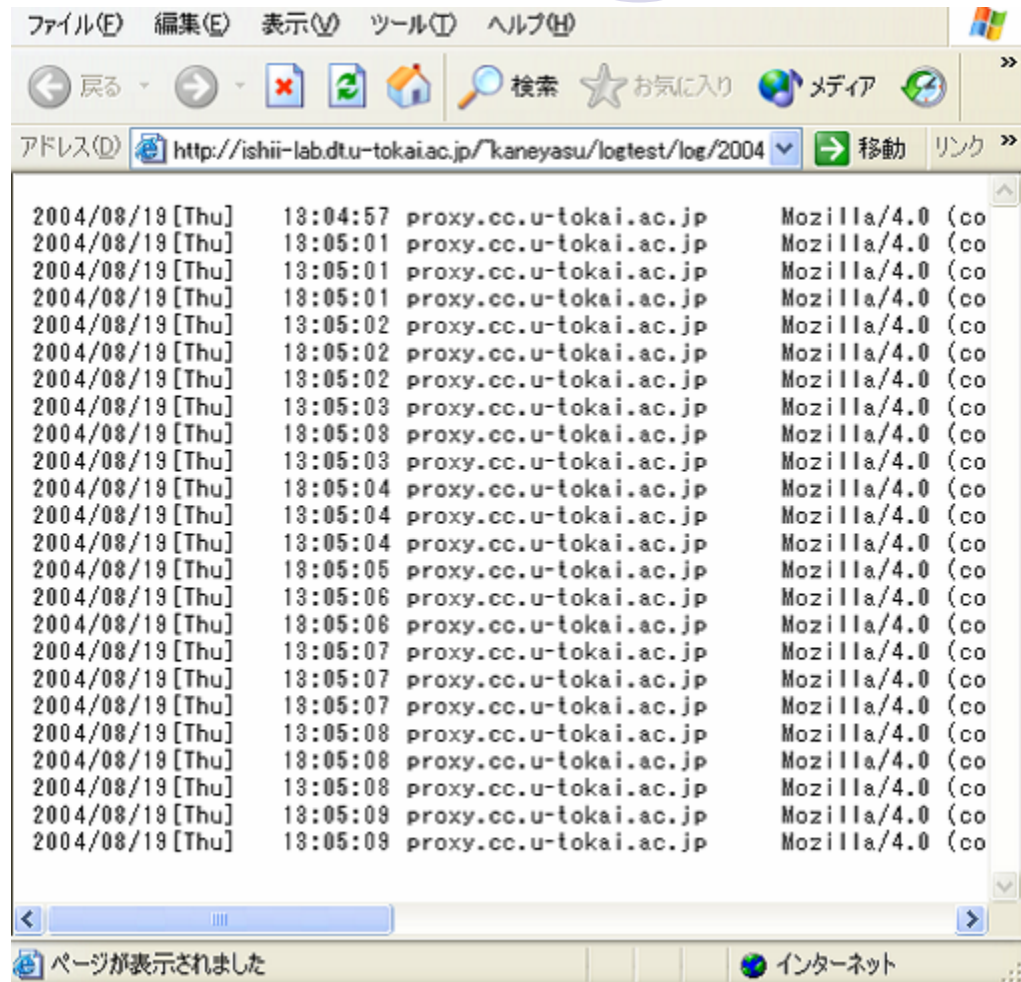 ファイル(F) 編集(E) 表示(V) ツール(T) ヘルプ(H)
戻る 検索 お気に入り メディア »
アドレス(D) http://ishii-lab.dt.u-tokai.ac.jp/~kaneyasu/logtest/log/2004 移動 リンク »
2004/08/19[Thu] 13:04:57 proxy.cc.u-tokai.ac.jp Mozilla/4.0 (co
2004/08/19[Thu] 13:05:01 proxy.cc.u-tokai.ac.jp Mozilla/4.0 (co
2004/08/19[Thu] 13:05:01 proxy.cc.u-tokai.ac.jp Mozilla/4.0 (co
2004/08/19[Thu] 13:05:01 proxy.cc.u-tokai.ac.jp Mozilla/4.0 (co
2004/08/19[Thu] 13:05:02 proxy.cc.u-tokai.ac.jp Mozilla/4.0 (co
2004/08/19[Thu] 13:05:02 proxy.cc.u-tokai.ac.jp Mozilla/4.0 (co
2004/08/19[Thu] 13:05:02 proxy.cc.u-tokai.ac.jp Mozilla/4.0 (co
2004/08/19[Thu] 13:05:03 proxy.cc.u-tokai.ac.jp Mozilla/4.0 (co
2004/08/19[Thu] 13:05:03 proxy.cc.u-tokai.ac.jp Mozilla/4.0 (co
2004/08/19[Thu] 13:05:03 proxy.cc.u-tokai.ac.jp Mozilla/4.0 (co
2004/08/19[Thu] 13:05:04 proxy.cc.u-tokai.ac.jp Mozilla/4.0 (co
2004/08/19[Thu] 13:05:04 proxy.cc.u-tokai.ac.jp Mozilla/4.0 (co
2004/08/19[Thu] 13:05:04 proxy.cc.u-tokai.ac.jp Mozilla/4.0 (co
2004/08/19[Thu] 13:05:05 proxy.cc.u-tokai.ac.jp Mozilla/4.0 (co
2004/08/19[Thu] 13:05:06 proxy.cc.u-tokai.ac.jp Mozilla/4.0 (co
2004/08/19[Thu] 13:05:06 proxy.cc.u-tokai.ac.jp Mozilla/4.0 (co
2004/08/19[Thu] 13:05:07 proxy.cc.u-tokai.ac.jp Mozilla/4.0 (co
2004/08/19[Thu] 13:05:07 proxy.cc.u-tokai.ac.jp Mozilla/4.0 (co
2004/08/19[Thu] 13:05:07 proxy.cc.u-tokai.ac.jp Mozilla/4.0 (co
2004/08/19[Thu] 13:05:08 proxy.cc.u-tokai.ac.jp Mozilla/4.0 (co
2004/08/19[Thu] 13:05:08 proxy.cc.u-tokai.ac.jp Mozilla/4.0 (co
2004/08/19[Thu] 13:05:08 proxy.cc.u-tokai.ac.jp Mozilla/4.0 (co
2004/08/19[Thu] 13:05:09 proxy.cc.u-tokai.ac.jp Mozilla/4.0 (co
2004/08/19[Thu] 13:05:09 proxy.cc.u-tokai.ac.jp Mozilla/4.0 (co
ページが表示されました インターネット